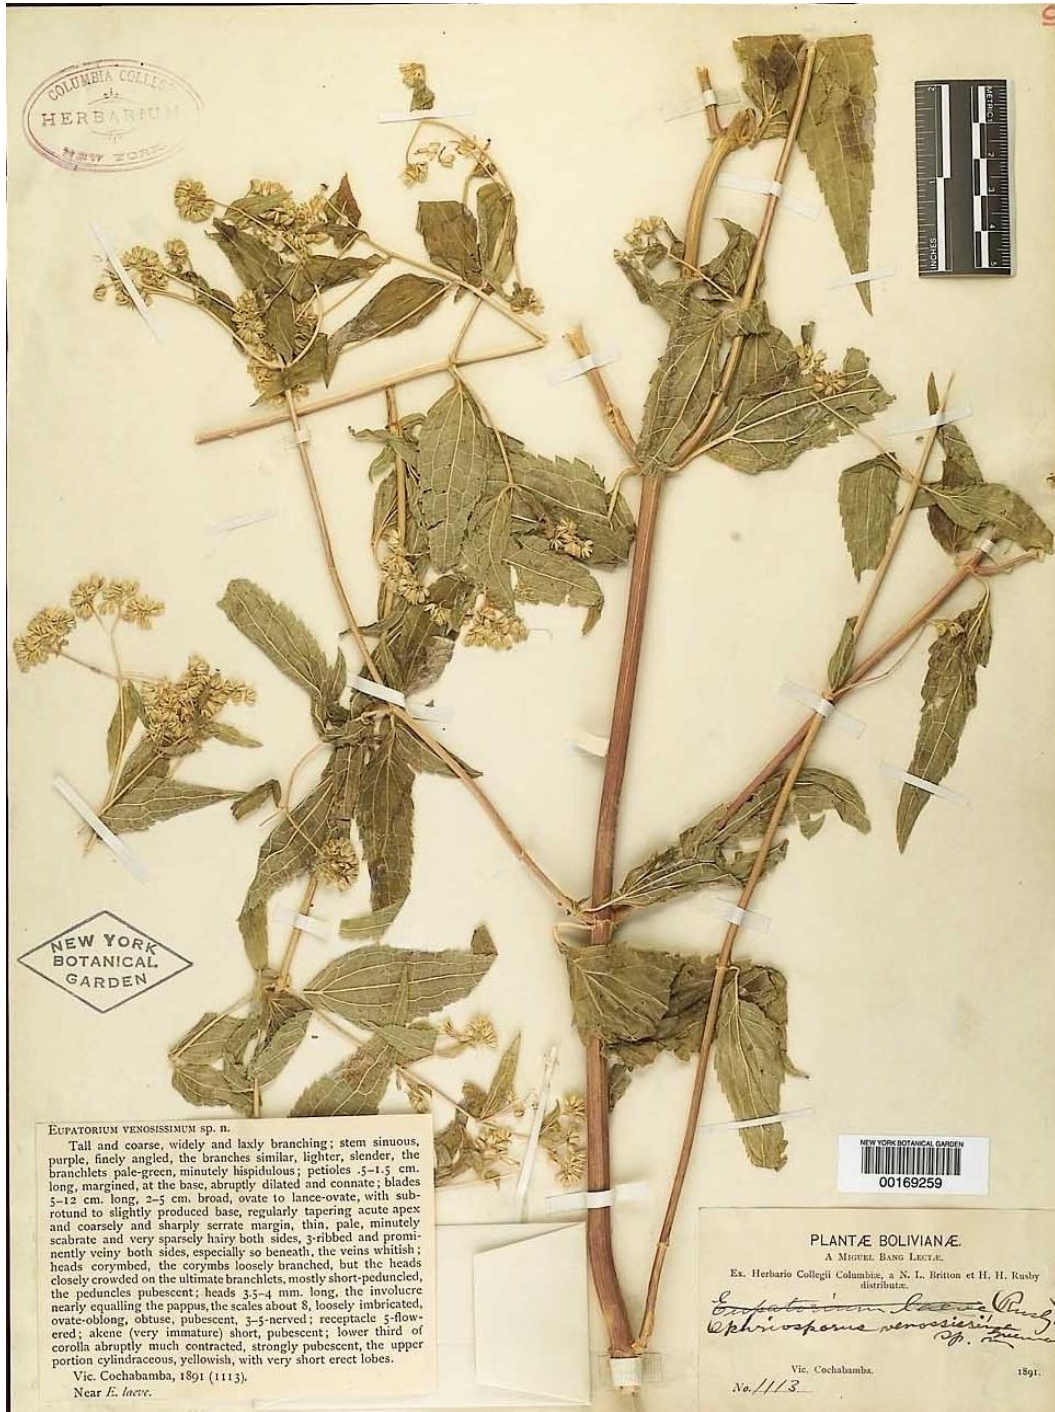 COLUMBIA COLLEGE
HERBARIUM
NEW YORK
INCHES
1
2
METRIC
1
2
3
4
5
NEW YORK
BOTANICAL
GARDEN
EUPATORIUM VENOSISSIMUM sp. n.
Tall and coarse, widely and laxly branching; stem sinuous,
purple, finely angled, the branches similar, lighter, slender, the
branchlets pale-green, minutely hispidulous; petioles .5–1.5 cm.
long, margined, at the base, abruptly dilated and connate; blades
5–12 cm. long, 2–5 cm. broad, ovate to lance-ovate, with sub-
rotund to slightly produced base, regularly tapering acute apex
and coarsely and sharply serrate margin, thin, pale, minutely
scabrate and very sparsely hairy both sides, 3-ribbed and promi-
nently veiny both sides, especially so beneath, the veins whitish;
heads corymbed, the corymbs loosely branched, but the heads
closely crowded on the ultimate branchlets, mostly short-peduncled,
the peduncles pubescent; heads 3.5–4 mm. long, the involucre
nearly equalling the pappus, the scales about 8, loosely imbricated,
ovate-oblong, obtuse, pubescent, 3–5-nerved; receptacle 5-flow-
ered; akene (very immature) short, pubescent; lower third of
corolla abruptly much contracted, strongly pubescent, the upper
portion cylindraceous, yellowish, with very short erect lobes.
Vic. Cochabamba, 1891 (1113).
Near E. laeve.
NEW YORK BOTANICAL GARDEN
00169259
PLANTÆ BOLIVIANÆ.
A MIGUEL BANG LECTÆ.
Ex. Herbario Collegii Columbiæ, a N. L. Britton et H. H. Rusby
distributæ.
Eupatorium laeve Rusby
venosissima
sp. n.
Vic. Cochabamba.
1891.
No. 1113